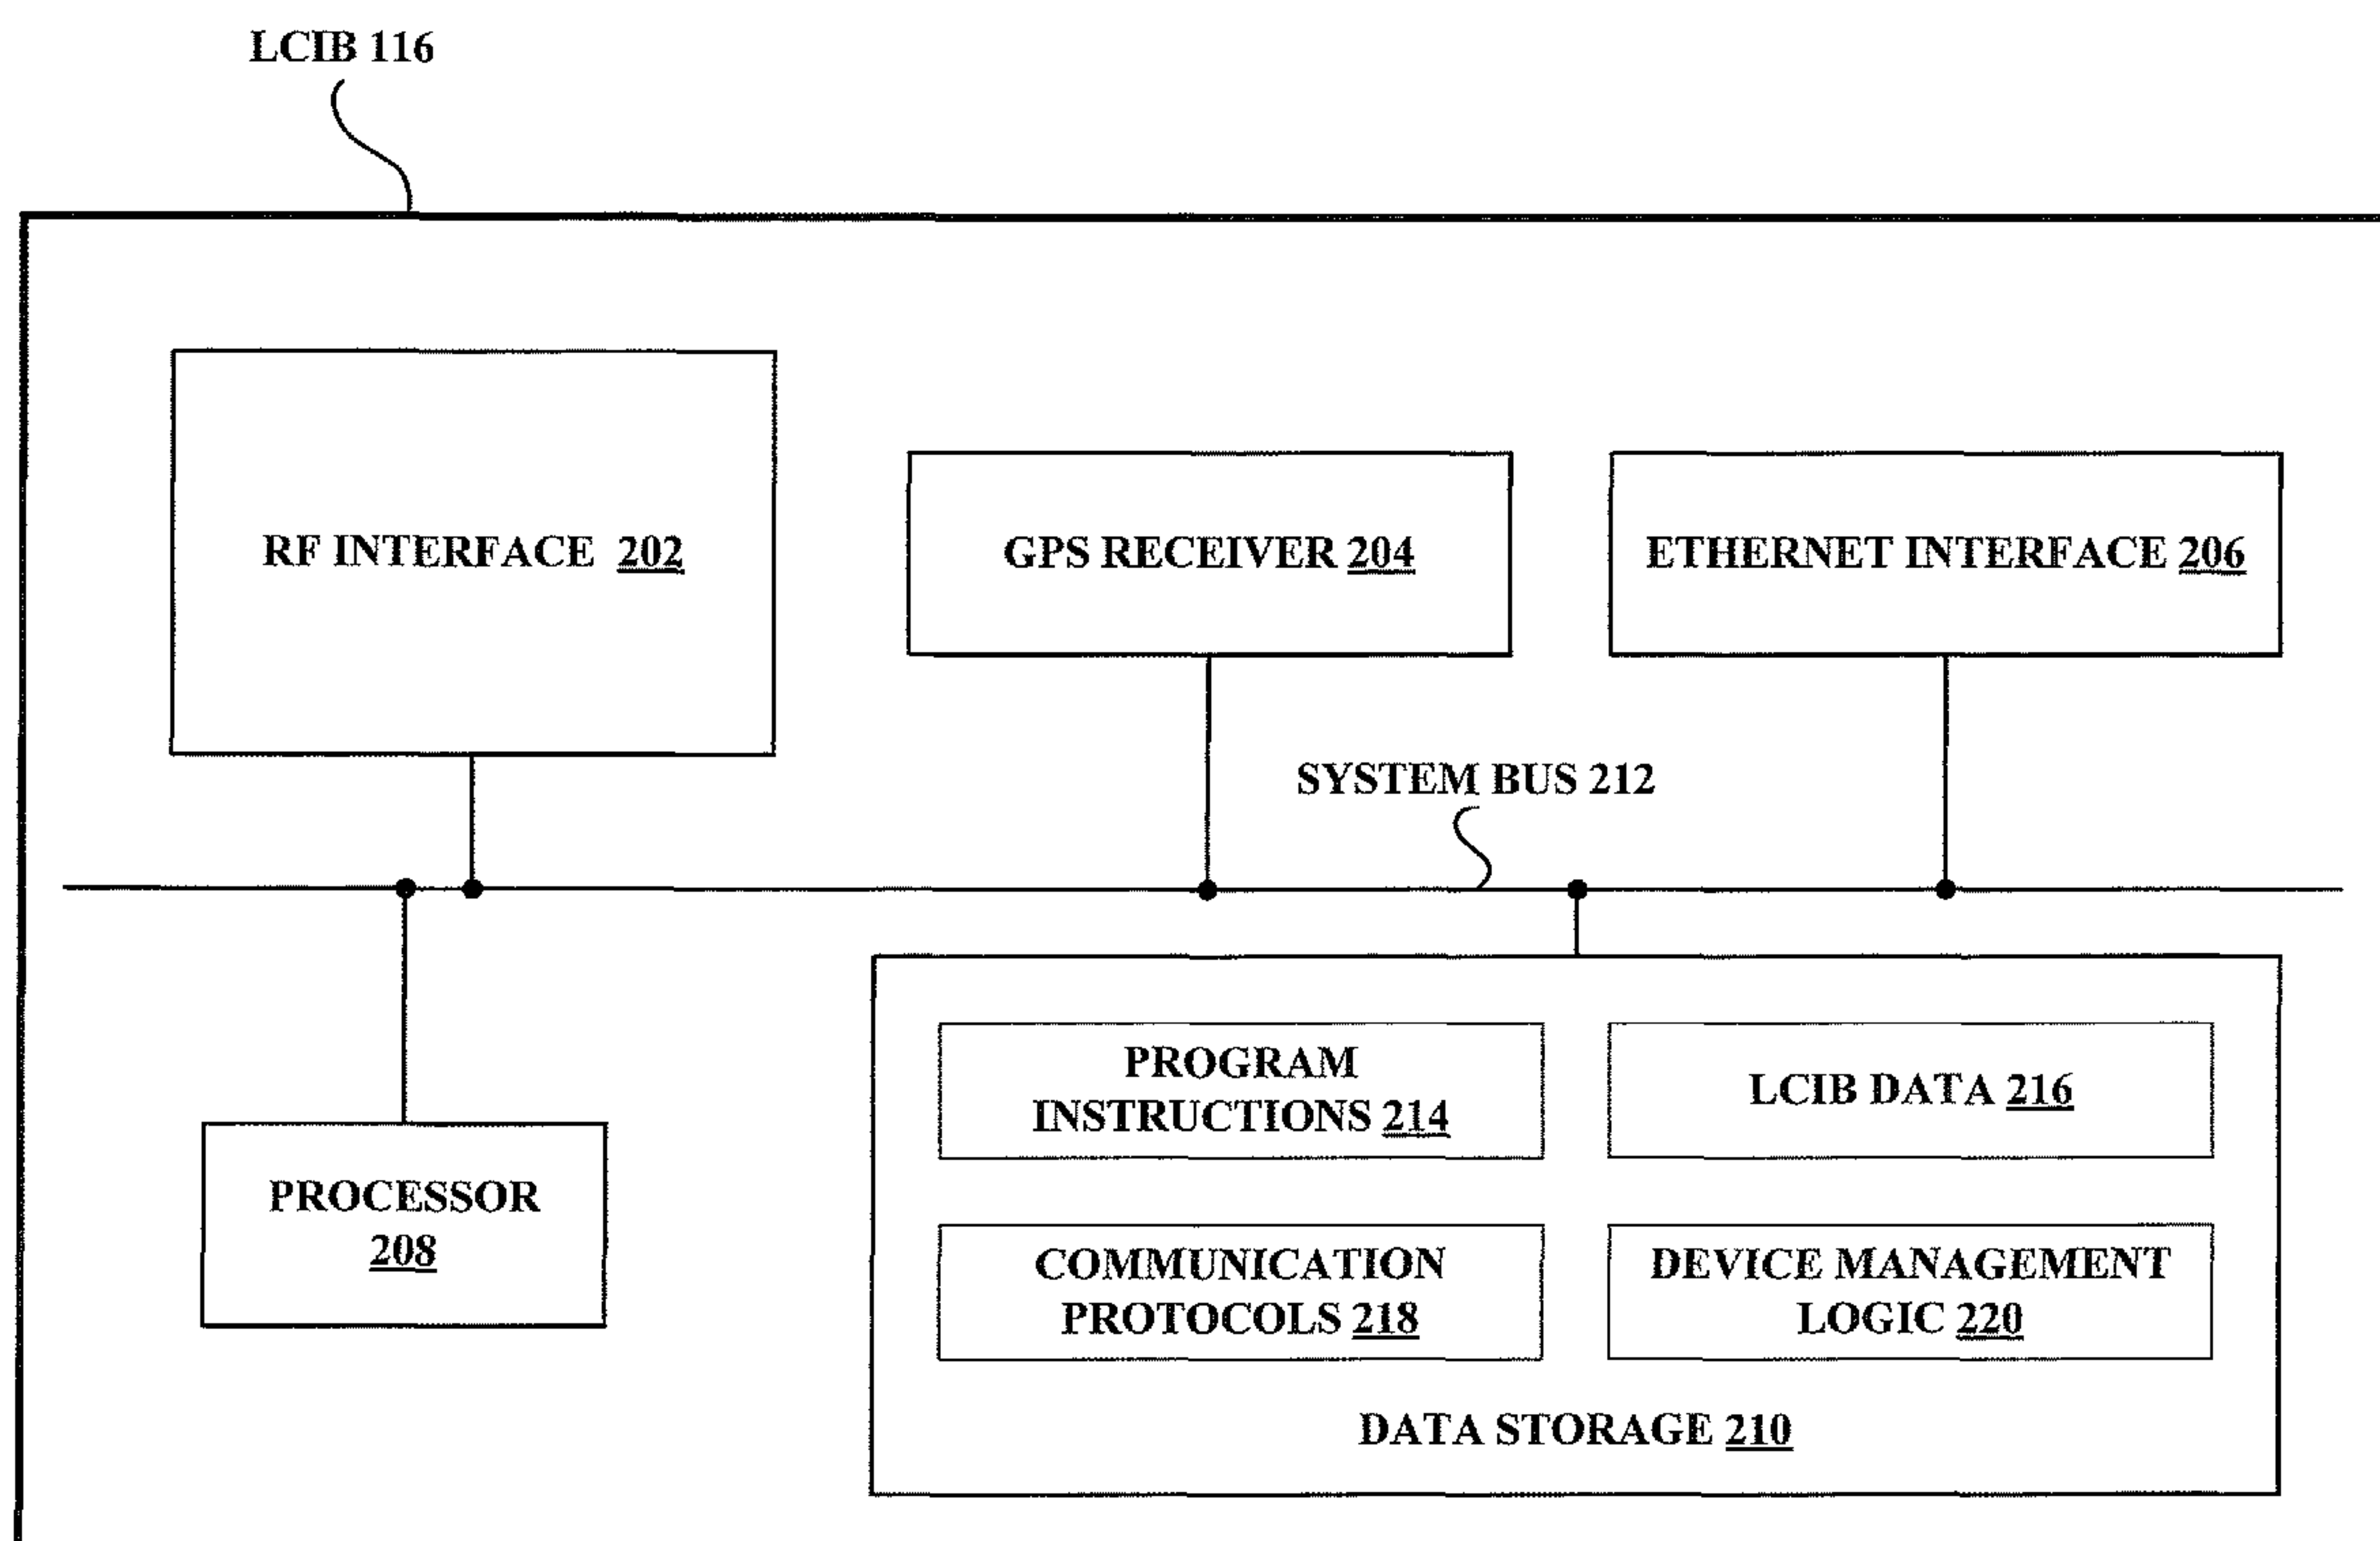 LCIB 116
RF INTERFACE 202
GPS RECEIVER 204
ETHERNET INTERFACE 206
SYSTEM BUS 212
PROGRAM
INSTRUCTIONS 214
LCIB DATA 216
PROCESSOR
208
COMMUNICATION
PROTOCOLS 218
DEVICE MANAGEMENT
LOGIC 220
DATA STORAGE 210